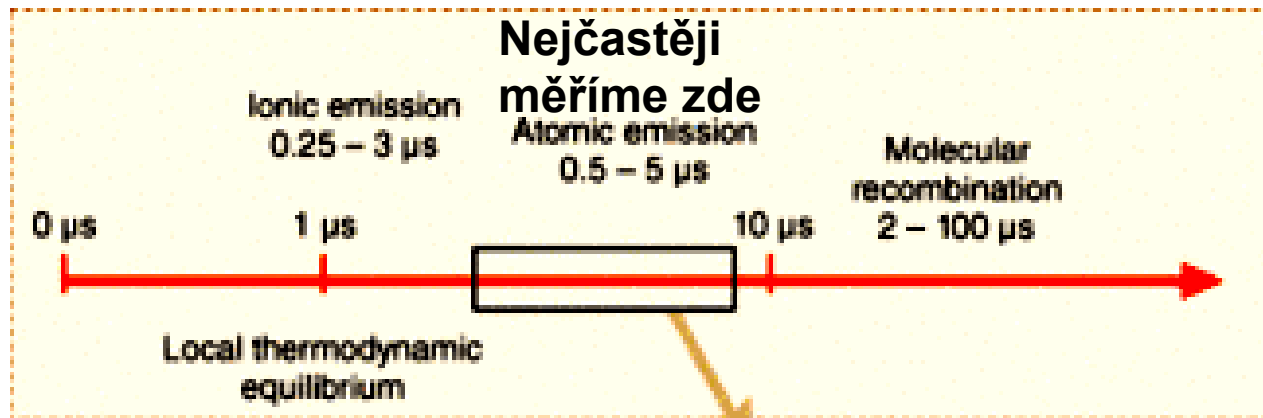 Nejčastěji
měříme zde
Ionic emission
0.25 – 3 µs
Atomic emission
0.5 – 5 µs
Molecular
recombination
2 – 100 µs
0 µs
1 µs
10 µs
Local thermodynamic
equilibrium